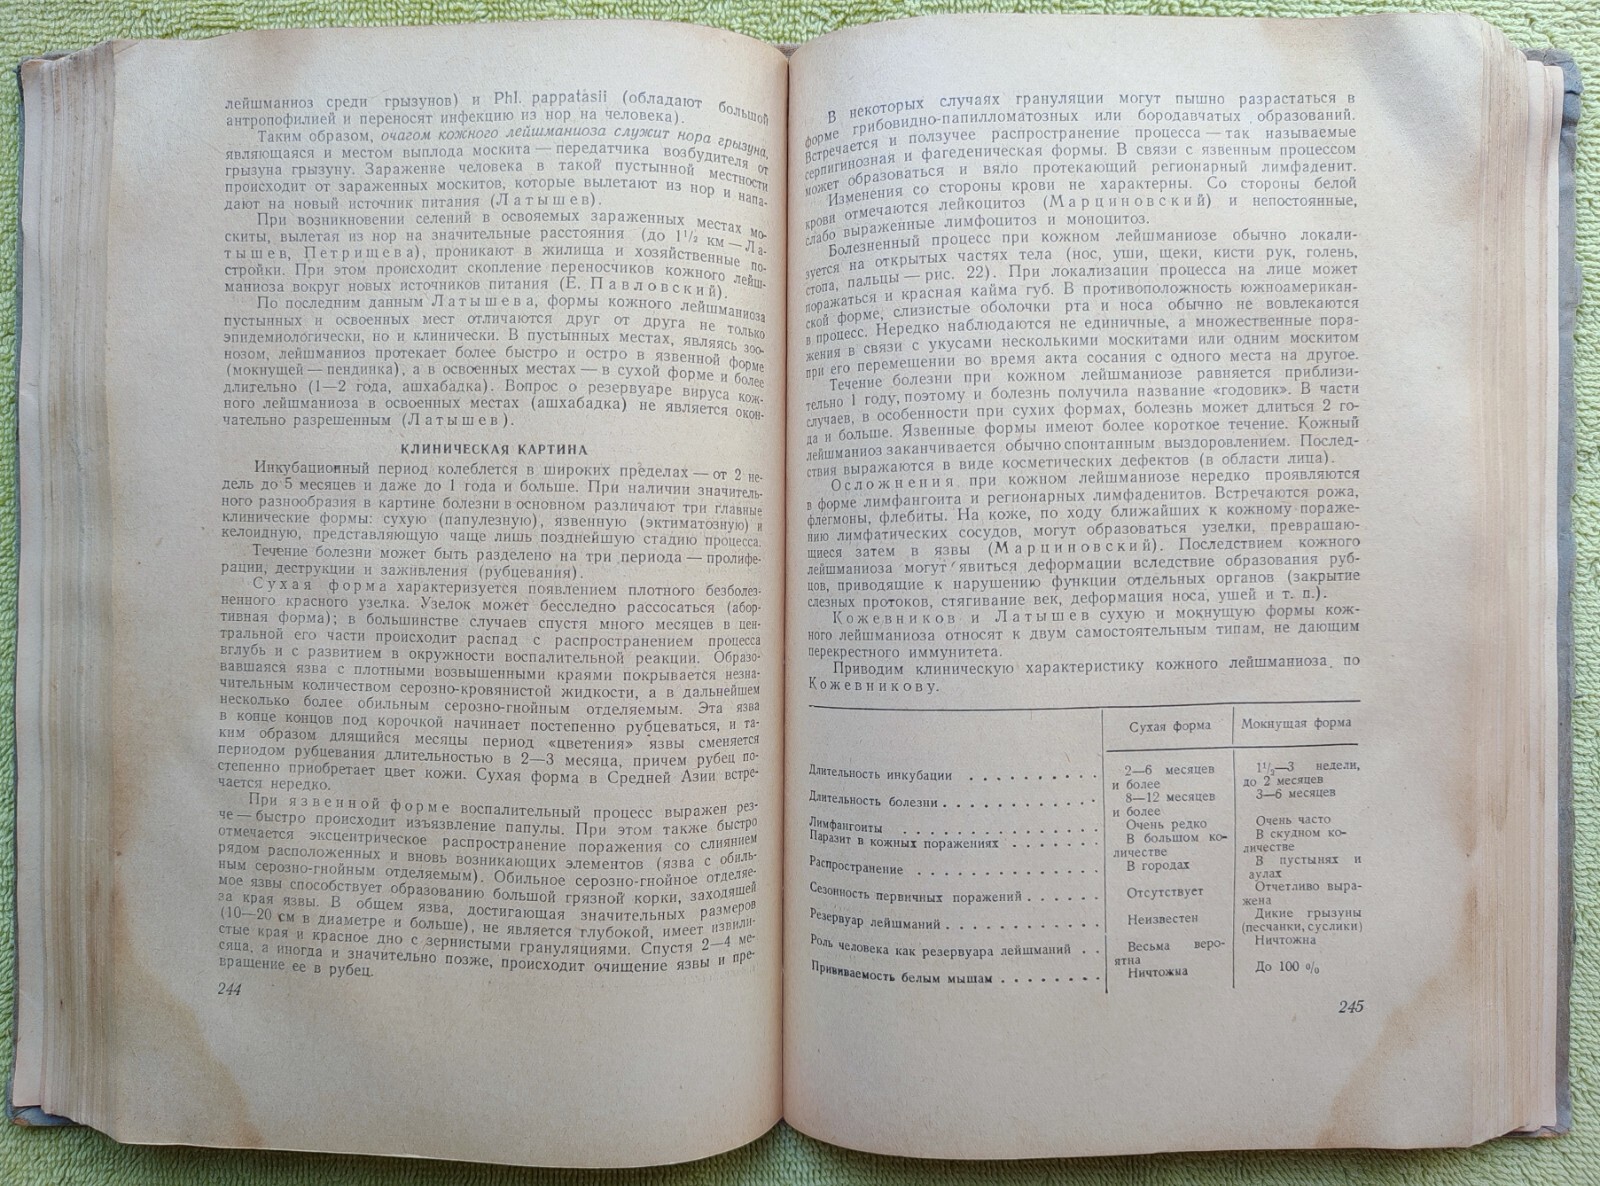 лейшманиоз среди грызунов) и Phl. pappatasii (обладают большой
антропофилией и переносят инфекцию из нор на человека).
Таким образом, очагом кожного лейшманиоза служит нора грызуна,
являющаяся и местом выплода москита — передатчика возбудителя от
грызуна грызуну. Заражение человека в такой пустынной местности
происходит от зараженных москитов, которые вылетают из нор и напа-
дают на новый источник питания (Латышев).
При возникновении селений в освояемых зараженных местах мо-
скиты, вылетая из нор на значительные расстояния (до 1 1/2 км — Ла-
тышев, Петрищева), проникают в жилища и хозяйственные по-
стройки. При этом происходит скопление переносчиков кожного лейш-
маниоза вокруг новых источников питания (Е. Павловский).
По последним данным Латышева, формы кожного лейшманиоза
пустынных и освоенных мест отличаются друг от друга не только
эпидемиологически, но и клинически. В пустынных местах, являясь зоо-
нозом, лейшманиоз протекает более быстро и остро в язвенной форме
(мокнущей — пендинка), а в освоенных местах — в сухой форме и более
длительно (1—2 года, ашхабадка). Вопрос о резервуаре вируса кож-
ного лейшманиоза в освоенных местах (ашхабадка) не является окон-
чательно разрешенным (Латышев).
КЛИНИЧЕСКАЯ КАРТИНА
Инкубационный период колеблется в широких пределах — от 2 не-
дель до 5 месяцев и даже до 1 года и больше. При наличии значитель-
ного разнообразия в картине болезни в основном различают три главные
клинические формы: сухую (папулезную), язвенную (эктиматозную) и
келоидную, представляющую чаще лишь позднейшую стадию процесса.
Течение болезни может быть разделено на три периода — пролифе-
рации, деструкции и заживления (рубцевания).
Сухая форма характеризуется появлением плотного безболез-
ненного красного узелка. Узелок может бесследно рассосаться (абор-
тивная форма); в большинстве случаев спустя много месяцев в цен-
тральной его части происходит распад с распространением процесса
вглубь и с развитием в окружности воспалительной реакции. Образо-
вавшаяся язва с плотными возвышенными краями покрывается незна-
чительным количеством серозно-кровянистой жидкости, а в дальнейшем
несколько более обильным серозно-гнойным отделяемым. Эта язва
в конце концов под корочкой начинает постепенно рубцеваться, и та-
ким образом длящийся месяцы период «цветения» язвы сменяется
периодом рубцевания длительностью в 2—3 месяца, причем рубец по-
степенно приобретает цвет кожи. Сухая форма в Средней Азии встре-
чается нередко.
При язвенной форме воспалительный процесс выражен рез-
че — быстро происходит изъязвление папулы. При этом также быстро
отмечается эксцентрическое распространение поражения со слиянием
рядом расположенных и вновь возникающих элементов (язва с обиль-
ным серозно-гнойным отделяемым). Обильное серозно-гнойное отделяе-
мое язвы способствует образованию большой грязной корки, заходящей
за края язвы. В общем язва, достигающая значительных размеров
(10—20 см в диаметре и больше), не является глубокой, имеет извили-
стые края и красное дно с зернистыми грануляциями. Спустя 2—4 ме-
сяца, а иногда и значительно позже, происходит очищение язвы и пре-
вращение ее в рубец.
244
В некоторых случаях грануляции могут пышно разрастаться в
форме грибовидно-папилломатозных или бородавчатых образований.
Встречается и ползучее распространение процесса — так называемые
серпигинозная и фагеденическая формы. В связи с язвенным процессом
может образоваться и вяло протекающий регионарный лимфаденит.
Изменения со стороны крови не характерны. Со стороны белой
крови отмечаются лейкоцитоз (Марциновский) и непостоянные,
слабо выраженные лимфоцитоз и моноцитоз.
Болезненный процесс при кожном лейшманиозе обычно локали-
зуется на открытых частях тела (нос, уши, щеки, кисти рук, голень,
стопа, пальцы — рис. 22). При локализации процесса на лице может
поражаться и красная кайма губ. В противоположность южноамерикан-
ской форме, слизистые оболочки рта и носа обычно не вовлекаются
в процесс. Нередко наблюдаются не единичные, а множественные пора-
жения в связи с укусами несколькими москитами или одним москитом
при его перемещении во время акта сосания с одного места на другое.
Течение болезни при кожном лейшманиозе равняется приблизи-
тельно 1 году, поэтому и болезнь получила название «годовик». В части
случаев, в особенности при сухих формах, болезнь может длиться 2 го-
да и больше. Язвенные формы имеют более короткое течение. Кожный
лейшманиоз заканчивается обычно спонтанным выздоровлением. Послед-
ствия выражаются в виде косметических дефектов (в области лица).
Осложнения при кожном лейшманиозе нередко проявляются
в форме лимфангоита и регионарных лимфаденитов. Встречаются рожа,
флегмоны, флебиты. На коже, по ходу ближайших к кожному пораже-
нию лимфатических сосудов, могут образоваться узелки, превращаю-
щиеся затем в язвы (Марциновский). Последствием кожного
лейшманиоза могут явиться деформации вследствие образования руб-
цов, приводящие к нарушению функции отдельных органов (закрытие
слезных протоков, стягивание век, деформация носа, ушей и т. п.).
Кожевников и Латышев сухую и мокнущую формы кож-
ного лейшманиоза относят к двум самостоятельным типам, не дающим
перекрестного иммунитета.
Приводим клиническую характеристику кожного лейшманиоза по
Кожевникову.
Сухая форма Мокнущая форма
Длительность инкубации . . . . . . . . . . 2—6 месяцев и более 1 1/2—3 недели, до 2 месяцев
Длительность болезни . . . . . . . . . . . 8—12 месяцев и более 3—6 месяцев
Лимфангоиты . . . . . . . . . . . . . . Очень редко Очень часто
Паразит в кожных поражениях . . . . . . . В большом ко-личестве В скудном ко-личестве
Распространение . . . . . . . . . . . . . В городах В пустынях и аулах
Сезонность первичных поражений . . . . . . Отсутствует Отчетливо выра-жена
Резервуар лейшманий . . . . . . . . . . . Неизвестен Дикие грызуны (песчанки, суслики)
Роль человека как резервуара лейшманий . . Весьма веро-ятна Ничтожна
Прививаемость белым мышам . . . . . . . . Ничтожна До 100 %
245